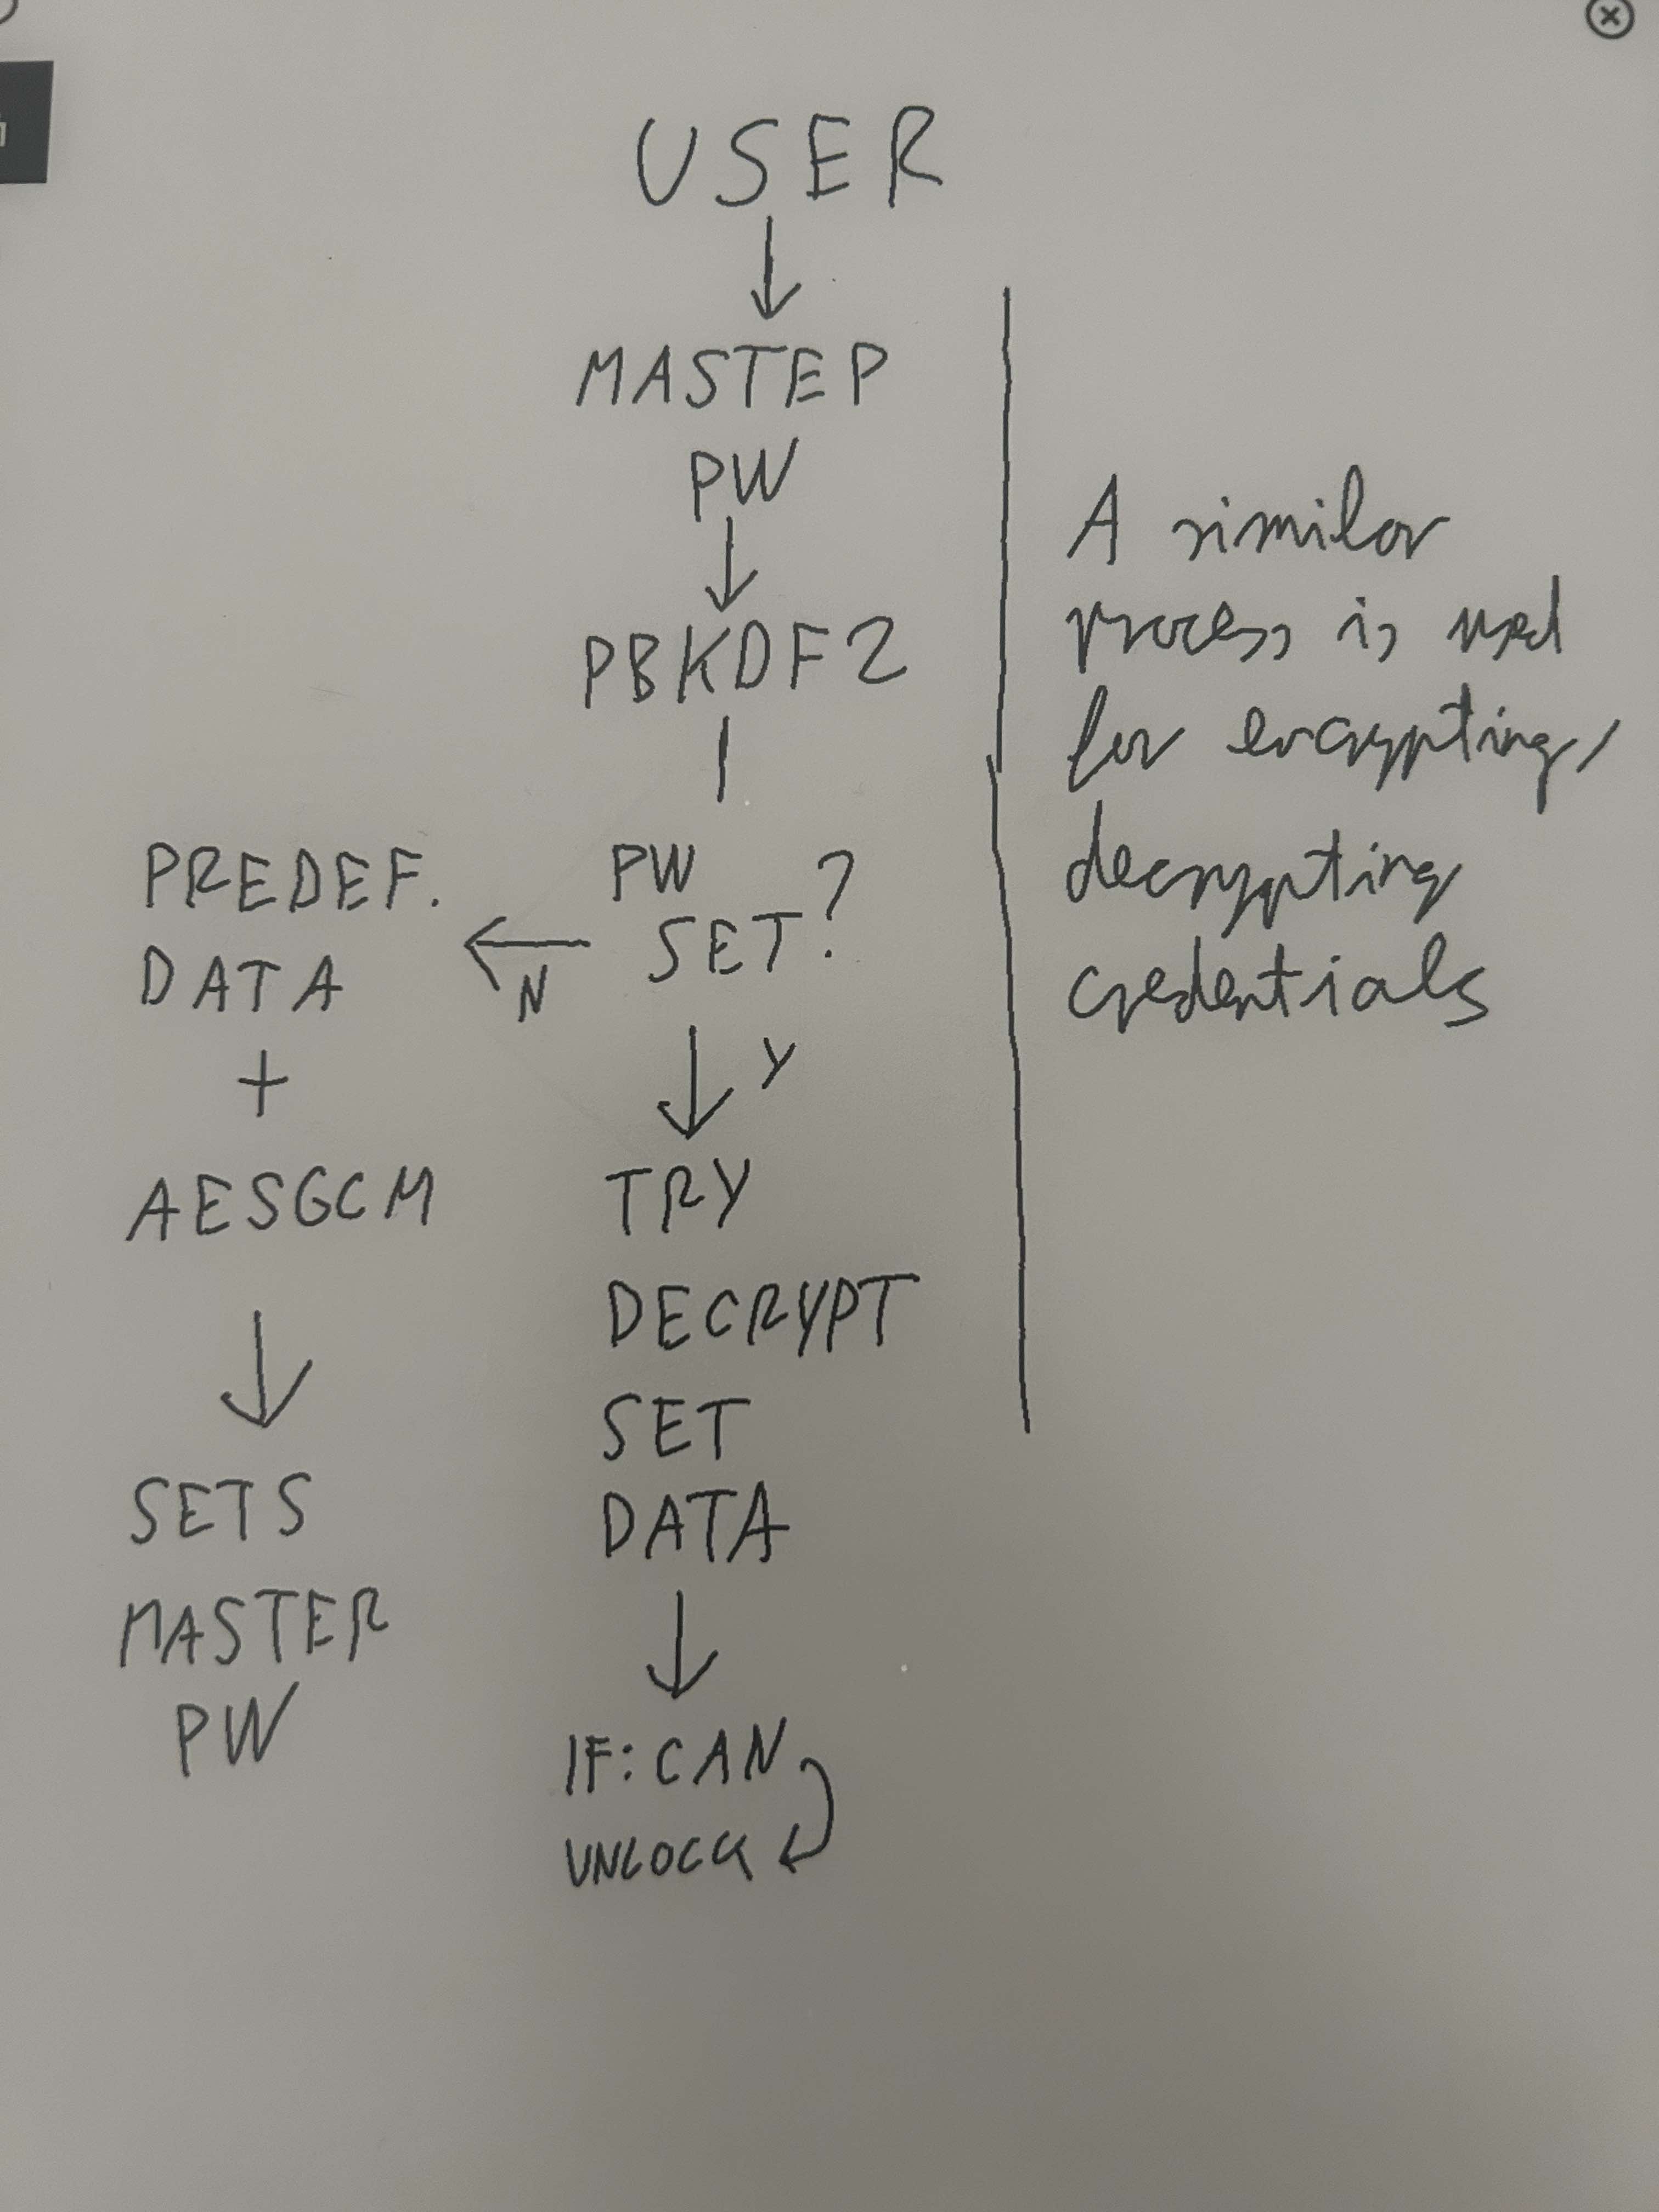 USER
MASTEP
PW
PBKDF2
PW
SET?
N
Y
PREDEF.
DATA
+
AESGCM
SETS
MASTER
PW
TRY
DECRYPT
SET
DATA
IF: CAN
UNLOCK
A similar
process is used
for encrypting,
decrypting
credentials